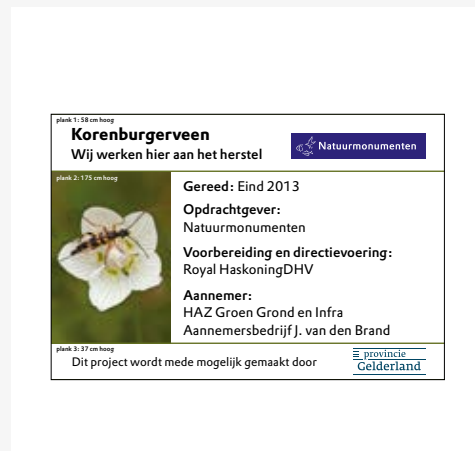 plank 1: 58 cm hoog
Korenburgerveen
Wij werken hier aan het herstel
Natuurmonumenten
plank 2: 175 cm hoog
Gereed: Eind 2013
Opdrachtgever:
Natuurmonumenten
Voorbereiding en directievoering:
Royal HaskoningDHV
Aannemer:
HAZ Groen Grond en Infra
Aannemersbedrijf J. van den Brand
plank 3: 37 cm hoog
Dit project wordt mede mogelijk gemaakt door
provincie
Gelderland